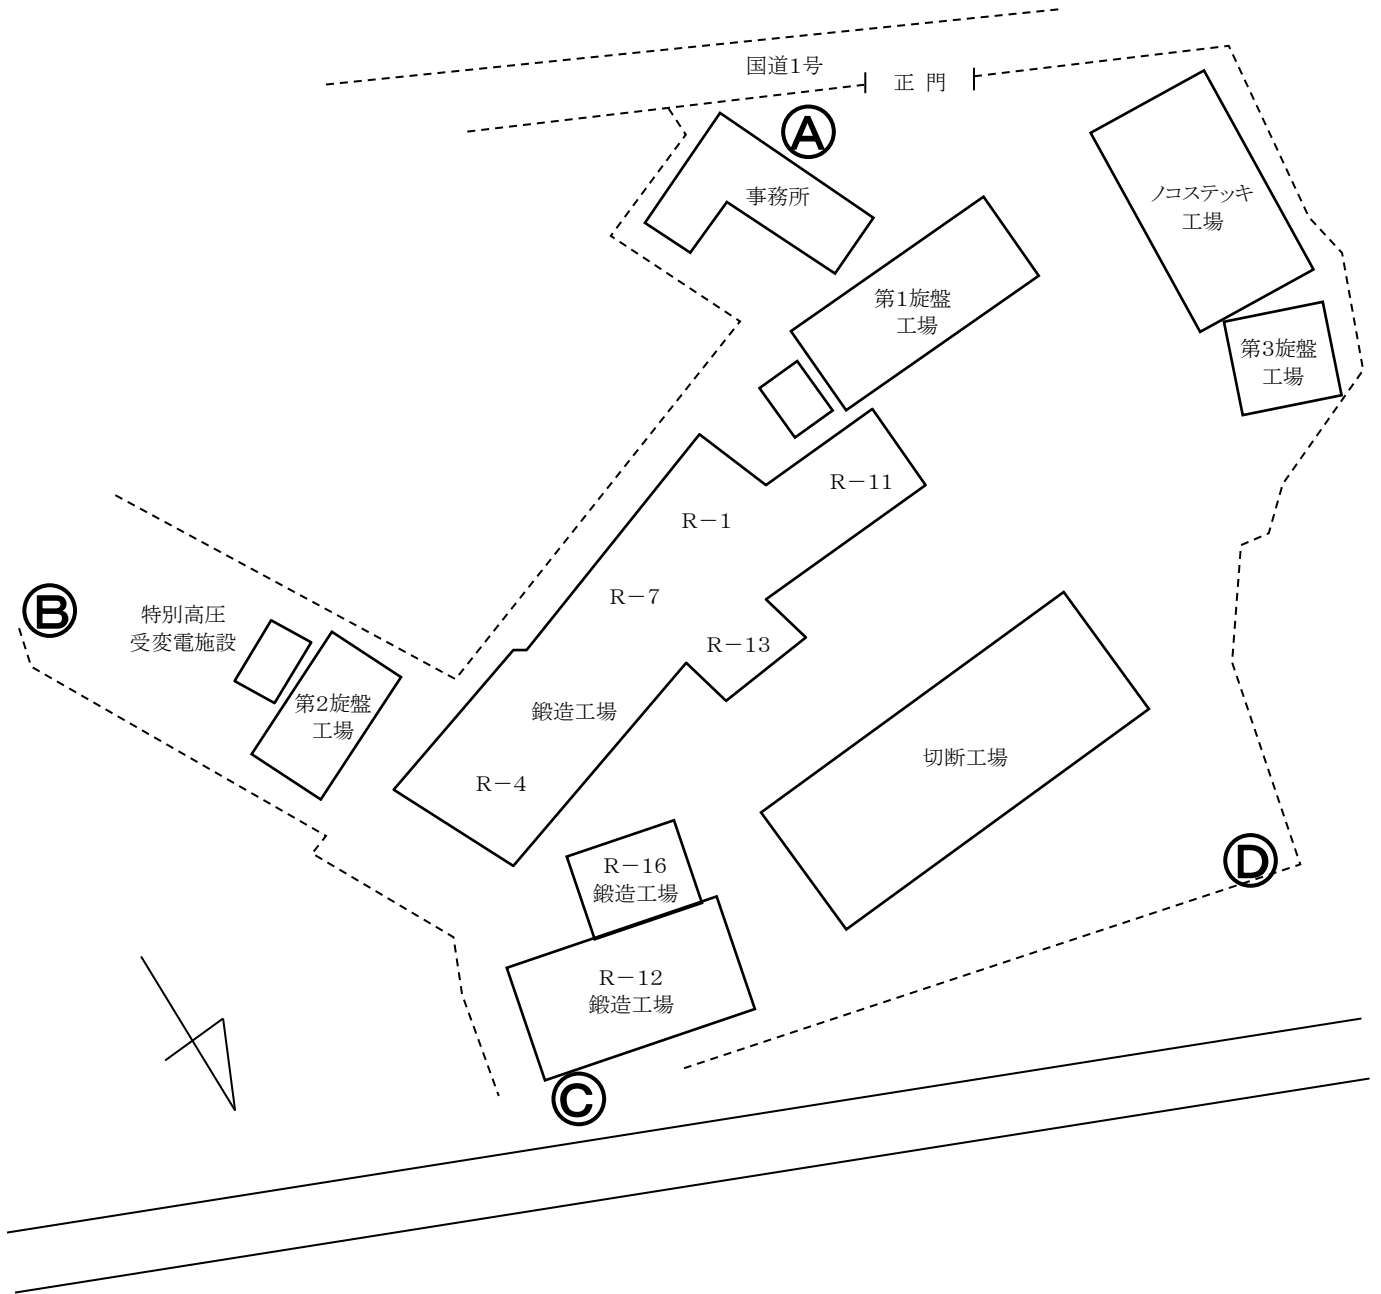 国道1号
正 門
Ⓐ
事務所
ノコステッキ
工場
第1旋盤
工場
第3旋盤
工場
R－11
R－1
R－7
R－13
Ⓑ
特別高圧
受変電施設
第2旋盤
工場
鍛造工場
切断工場
R－4
R－16
鍛造工場
Ⓓ
R－12
鍛造工場
Ⓒ